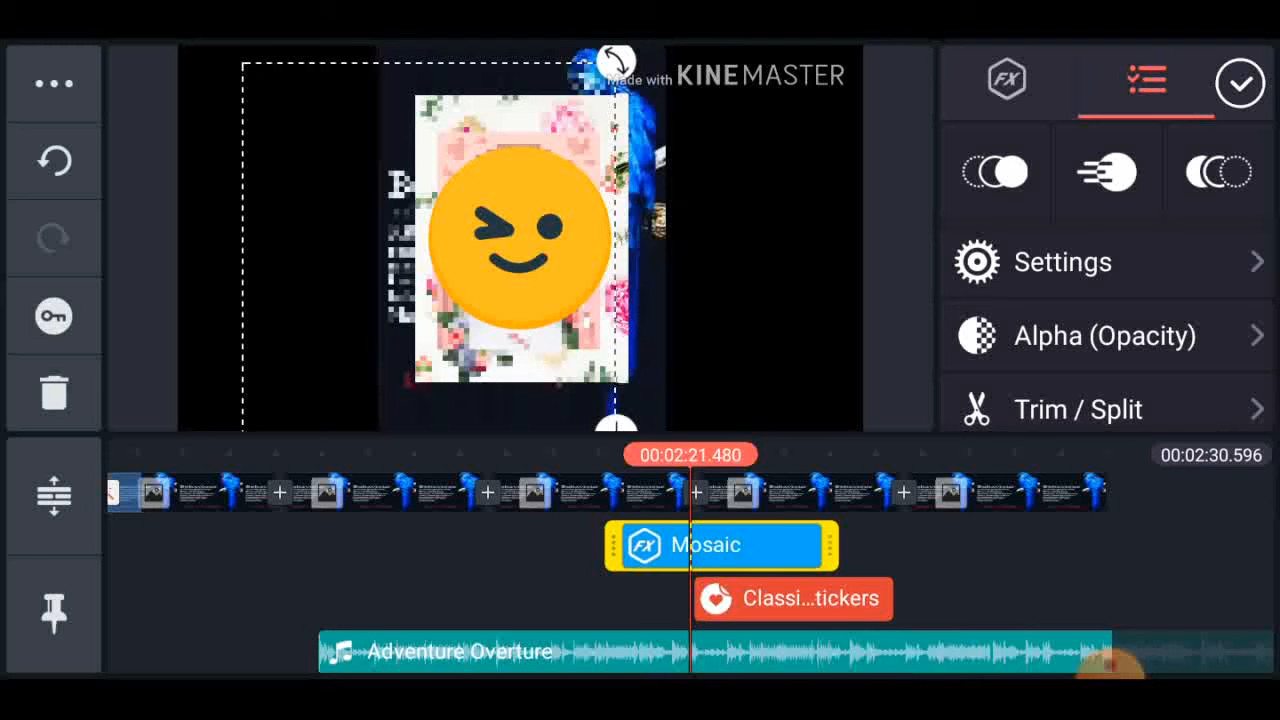 Made with KINEMASTER
FX
Settings
Alpha (Opacity)
Trim / Split
00:02:21.480
00:02:30.596
FX Mosaic
Classi...tickers
Adventure Overture